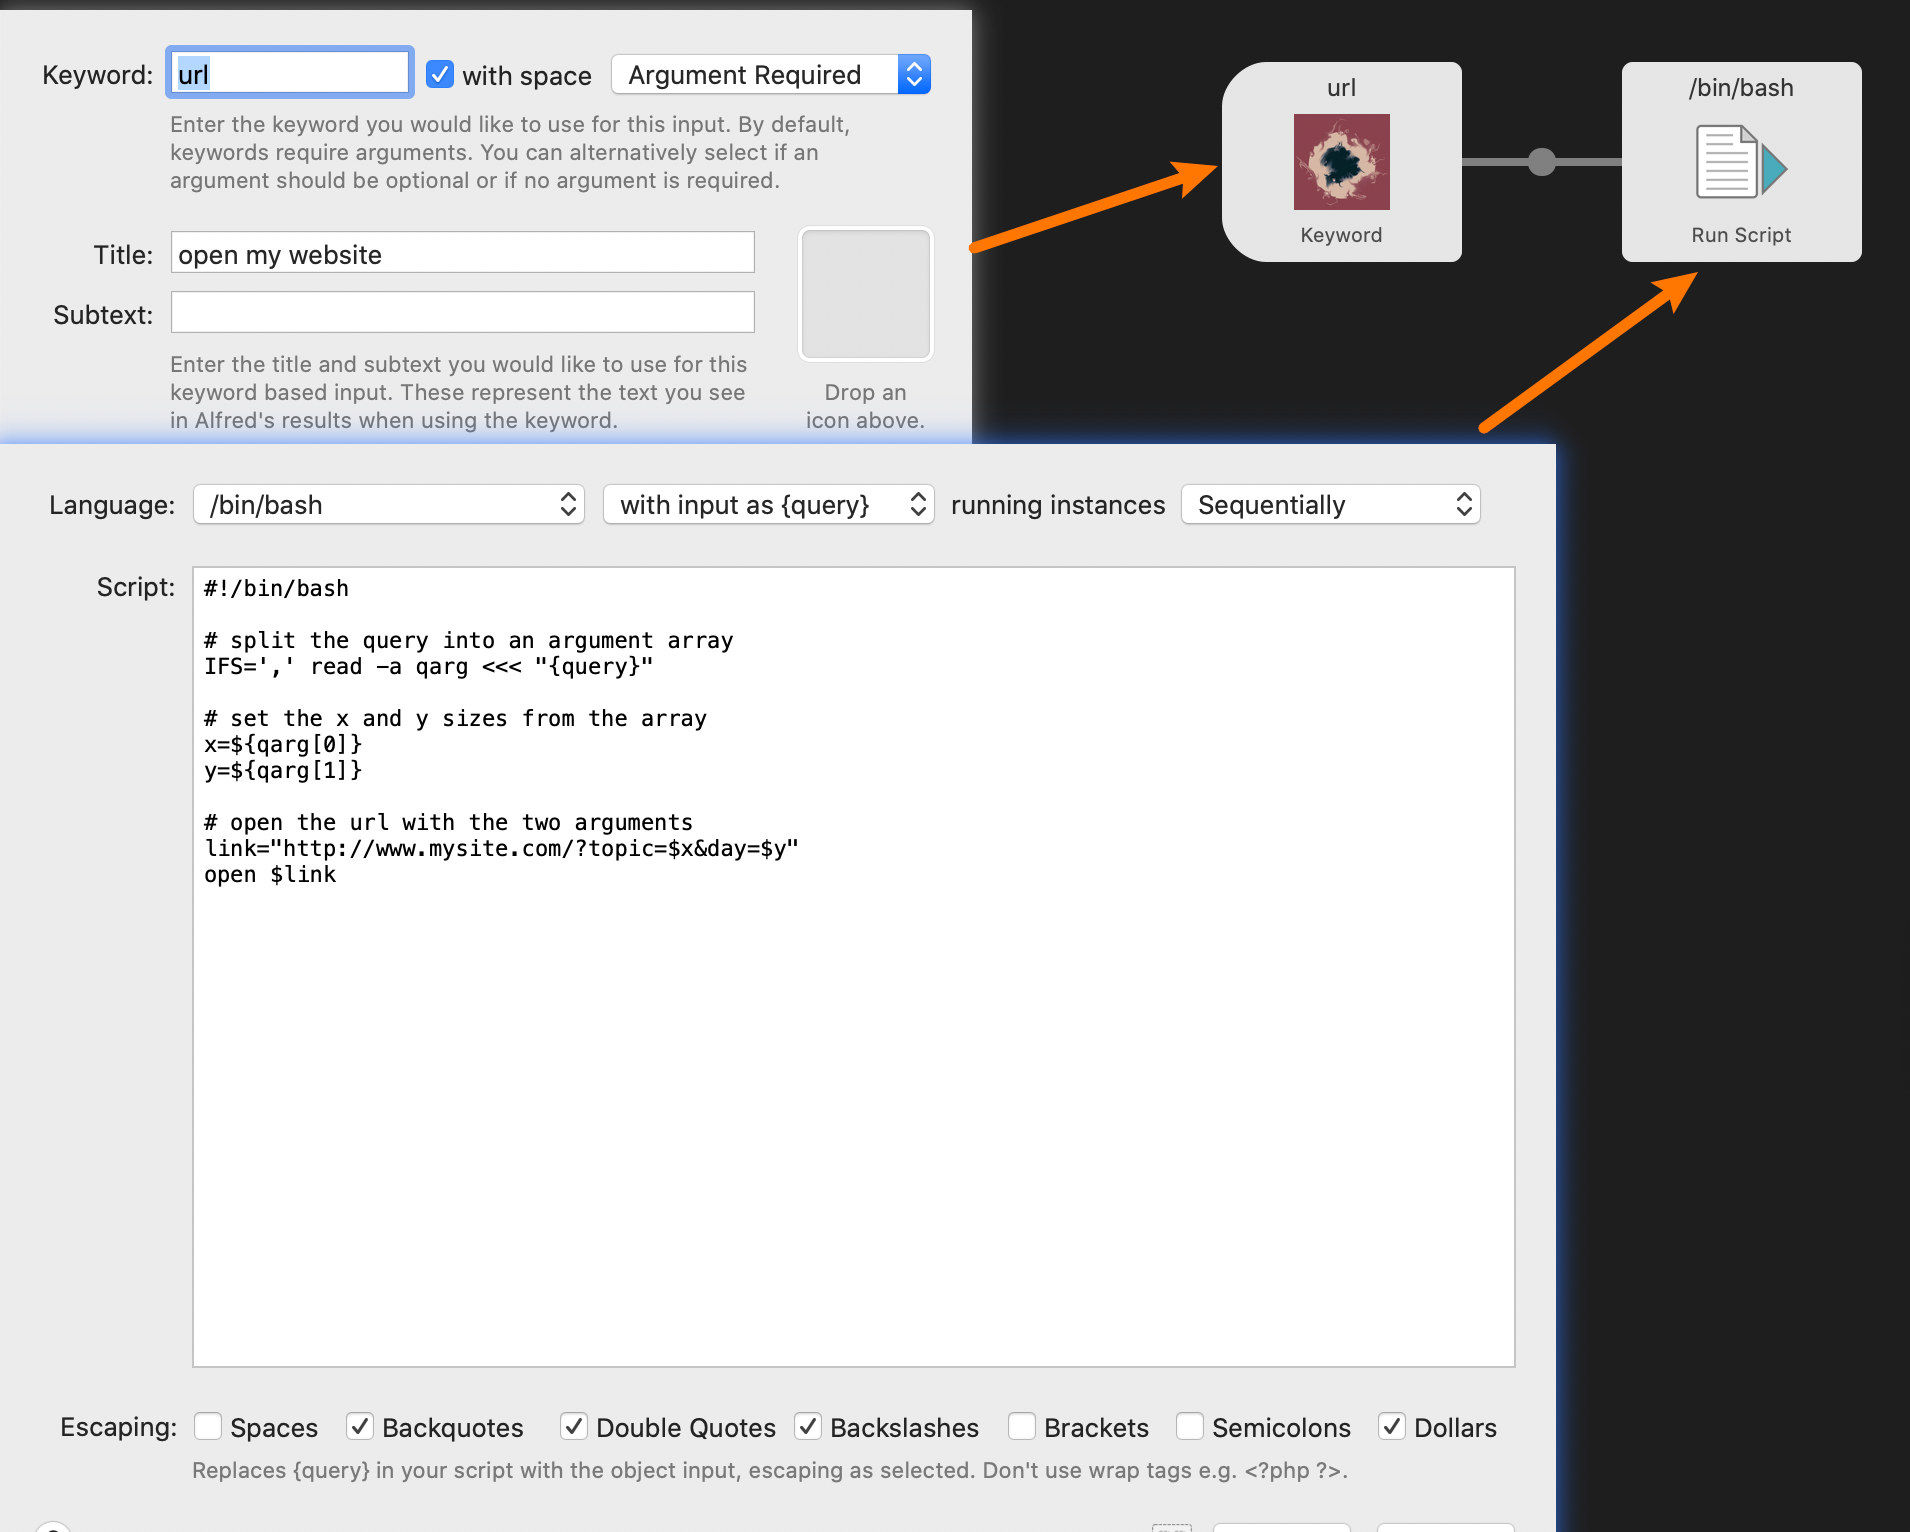 Keyword: url with space Argument Required
Enter the keyword you would like to use for this input. By default,
keywords require arguments. You can alternatively select if an
argument should be optional or if no argument is required.
Title: open my website
Subtext:
Enter the title and subtext you would like to use for this
keyword based input. These represent the text you see
in Alfred's results when using the keyword.
Drop an
icon above.
url
Keyword
/bin/bash
Run Script
Language: /bin/bash with input as {query} running instances Sequentially
Script:
#!/bin/bash
# split the query into an argument array
IFS=',' read -a qarg <<< "{query}"
# set the x and y sizes from the array
x=${qarg[0]}
y=${qarg[1]}
# open the url with the two arguments
link="http://www.mysite.com/?topic=$x&day=$y"
open $link
Escaping: Spaces Backquotes Double Quotes Backslashes Brackets Semicolons Dollars
Replaces {query} in your script with the object input, escaping as selected. Don't use wrap tags e.g. <?php ?>.